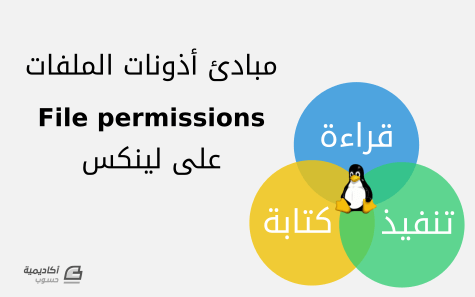 مبادئ أذونات الملفات
File permissions
على لينكس
قراءة
كتابة
تنفيذ
أكاديمية
حسوب